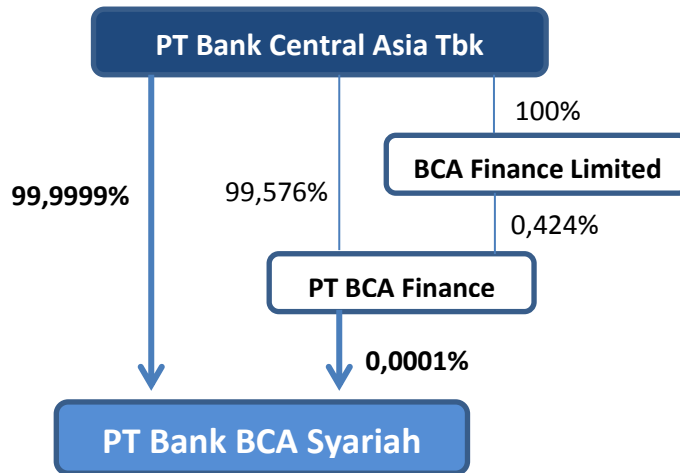 PT Bank Central Asia Tbk
100%
BCA Finance Limited
99,9999%
99,576%
0,424%
PT BCA Finance
0,0001%
PT Bank BCA Syariah